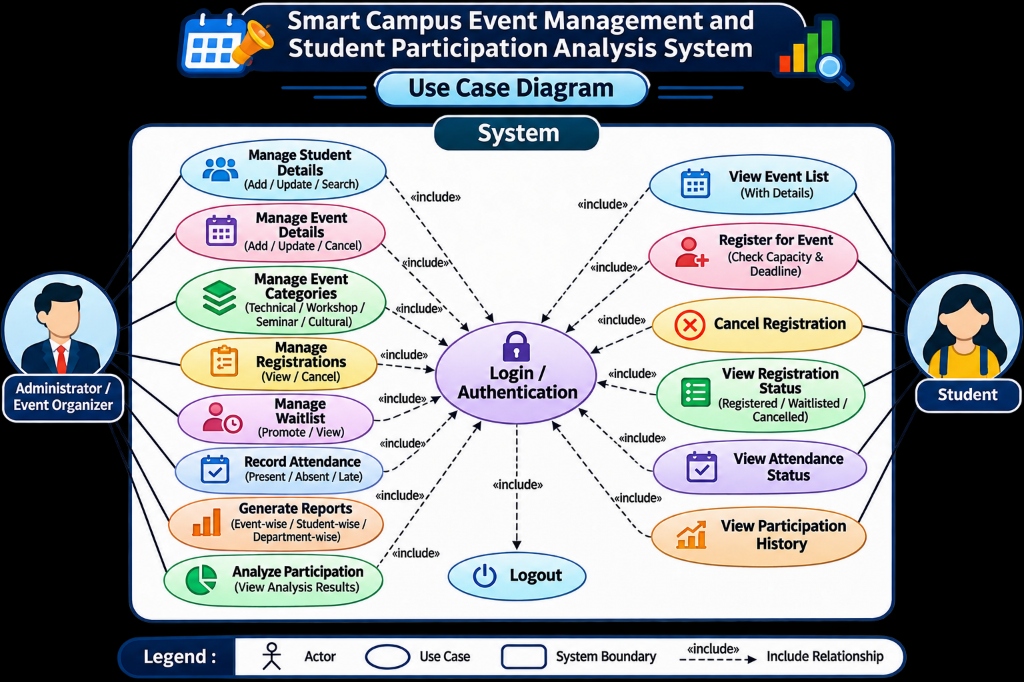 Smart Campus Event Management and
Student Participation Analysis System
Use Case Diagram
System
Manage Student
Details
(Add / Update / Search)
Manage Event
Details
(Add / Update / Cancel)
Manage Event
Categories
(Technical / Workshop /
Seminar / Cultural)
Manage
Registrations
(View / Cancel)
Manage
Waitlist
(Promote / View)
Record Attendance
(Present / Absent / Late)
Generate Reports
(Event-wise / Student-wise /
Department-wise)
Analyze Participation
(View Analysis Results)
Administrator /
Event Organizer
«include»
«include»
«include»
«include»
«include»
«include»
«include»
«include»
Login /
Authentication
«include»
Logout
«include»
«include»
«include»
«include»
«include»
«include»
View Event List
(With Details)
Register for Event
(Check Capacity &
Deadline)
Cancel Registration
View Registration
Status
(Registered / Waitlisted /
Cancelled)
View Attendance
Status
View Participation
History
Student
Legend :
Actor
Use Case
System Boundary
«include»
Include Relationship